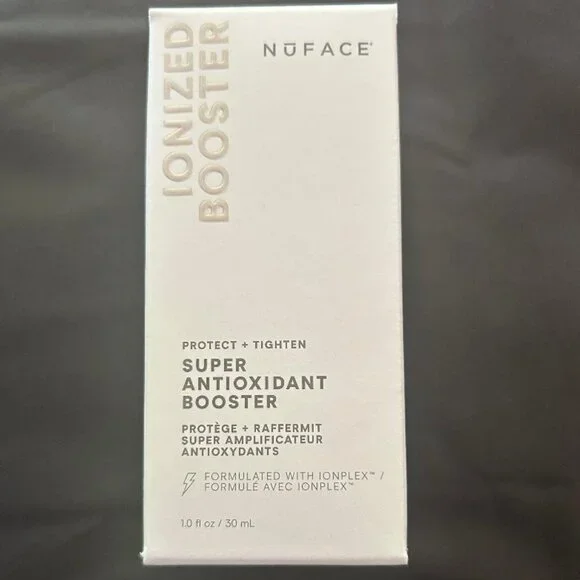 IONIZED
BOOSTER
NŪFACE®
PROTECT + TIGHTEN
SUPER
ANTIOXIDANT
BOOSTER
PROTÈGE + RAFFERMIT
SUPER AMPLIFICATEUR
ANTIOXYDANTS
FORMULATED WITH IONPLEX™ /
FORMULÉ AVEC IONPLEX™
1.0 fl oz / 30 mL